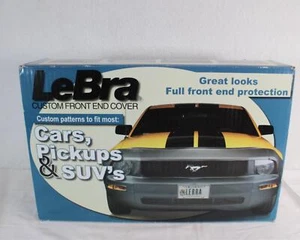 LeBra
CUSTOM FRONT END COVER
Custom patterns to fit most:
Cars,
Pickups
& SUV's
Great looks
Full front end protection
LEBRA